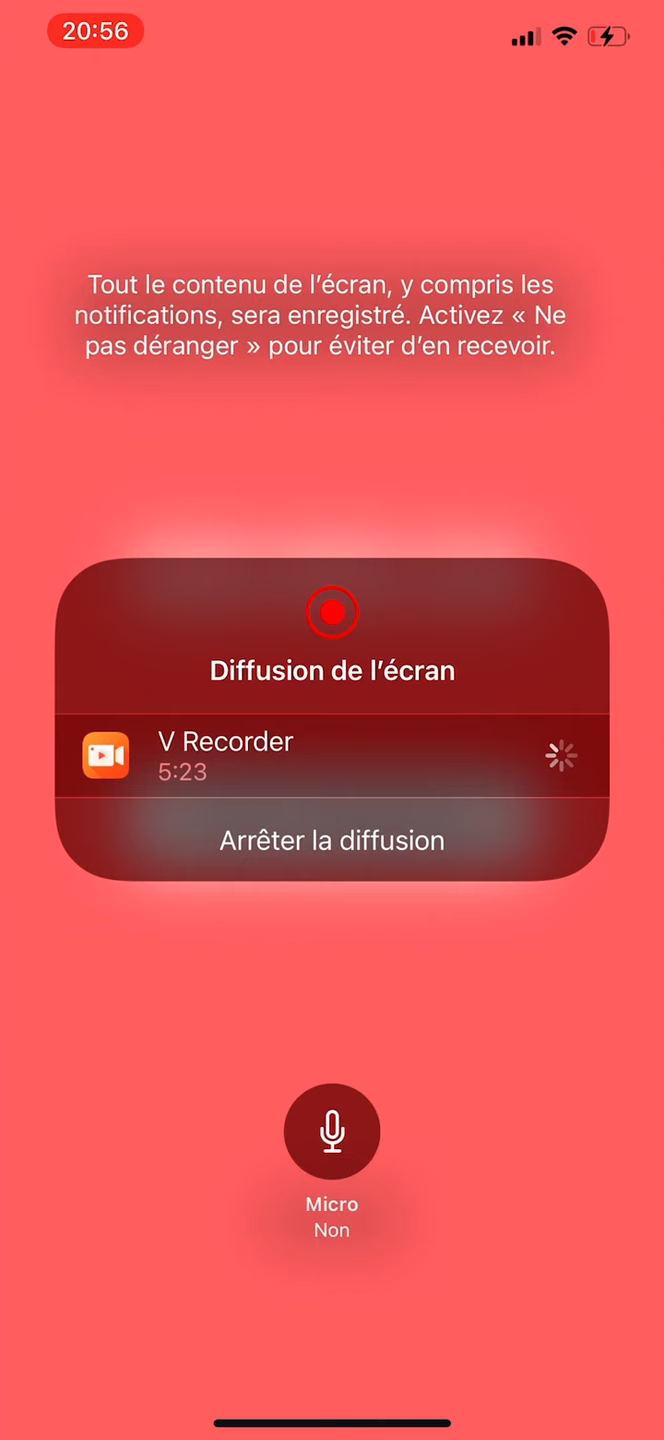 20:56
Tout le contenu de l’écran, y compris les
notifications, sera enregistré. Activez « Ne
pas déranger » pour éviter d’en recevoir.
Diffusion de l’écran
V Recorder
5:23
Arrêter la diffusion
Micro
Non